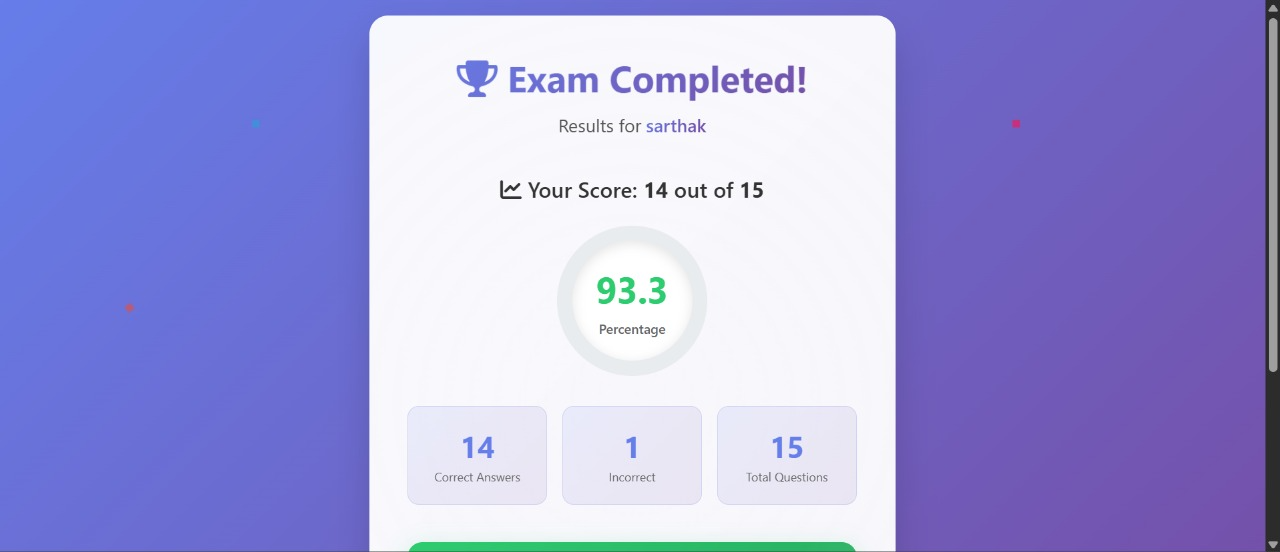 Exam Completed!
Results for sarthak
Your Score: 14 out of 15
93.3
Percentage
14
Correct Answers
1
Incorrect
15
Total Questions